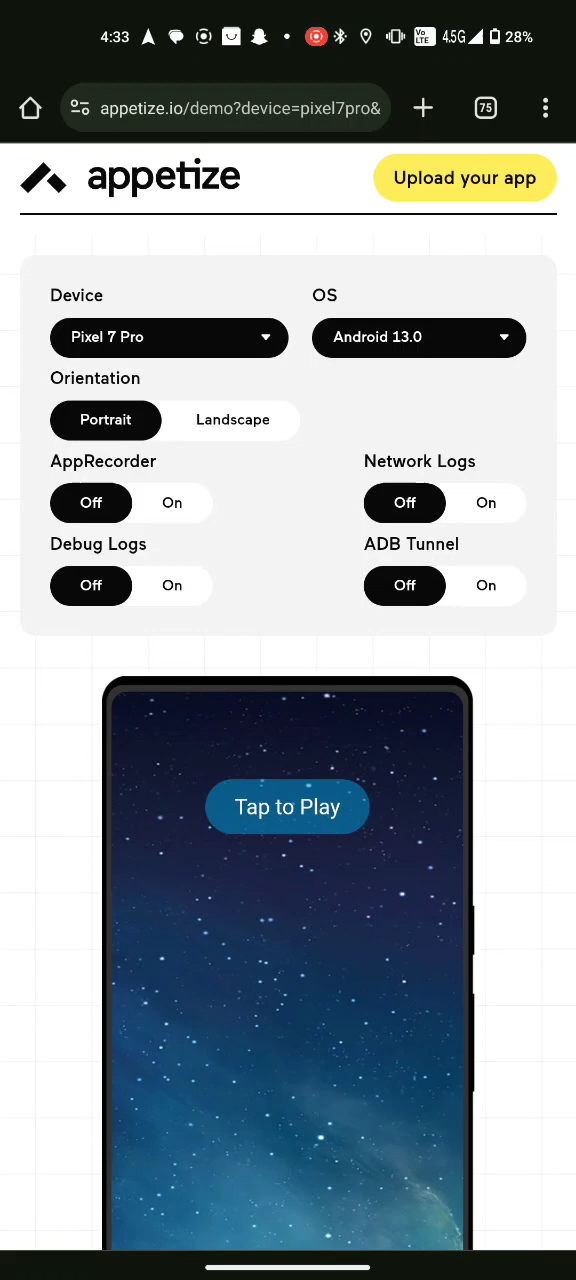 4:33 Vo LTE 4.5G 28%
appetize.io/demo?device=pixel7pro& 75
appetize Upload your app
Device OS
Pixel 7 Pro Android 13.0
Orientation
Portrait Landscape
AppRecorder Network Logs
Off On Off On
Debug Logs ADB Tunnel
Off On Off On
Tap to Play